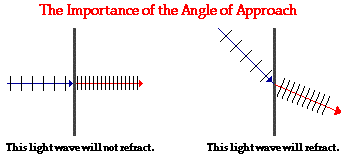 The Importance of the Angle of Approach
This light wave will not refract.
This light wave will refract.